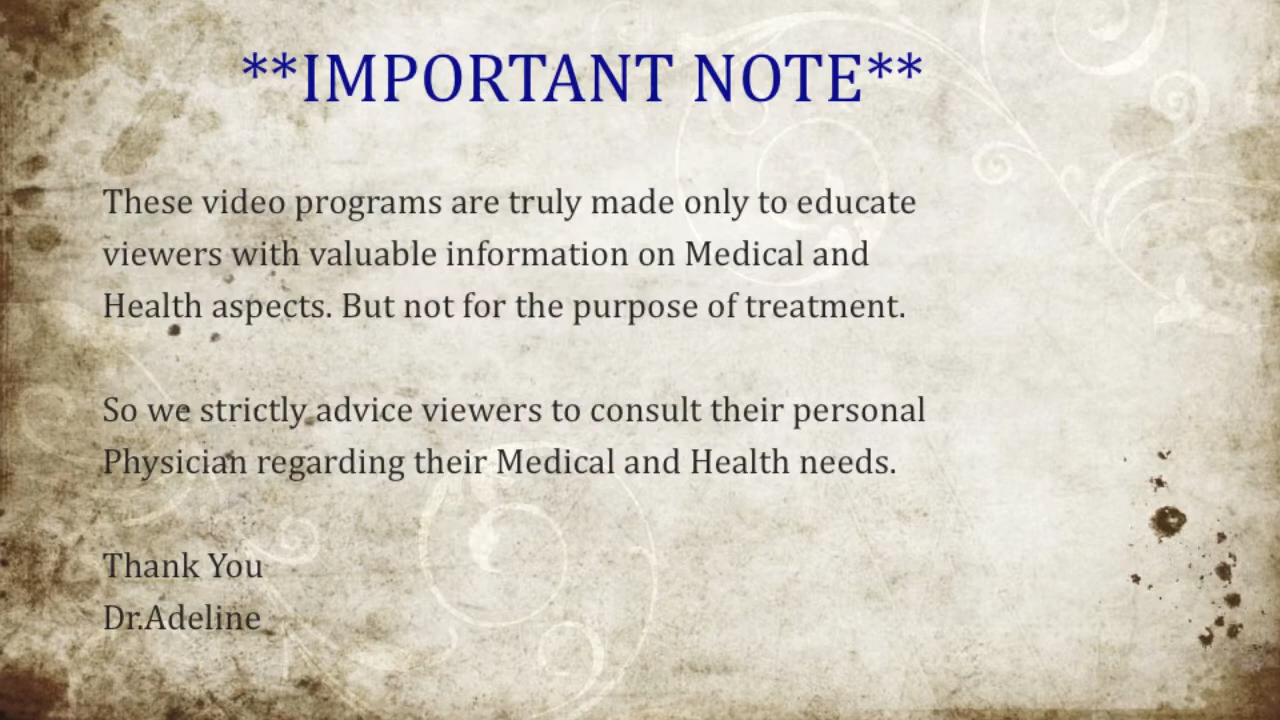 **IMPORTANT NOTE**
These video programs are truly made only to educate
viewers with valuable information on Medical and
Health aspects. But not for the purpose of treatment.
So we strictly advice viewers to consult their personal
Physician regarding their Medical and Health needs.
Thank You
Dr.Adeline